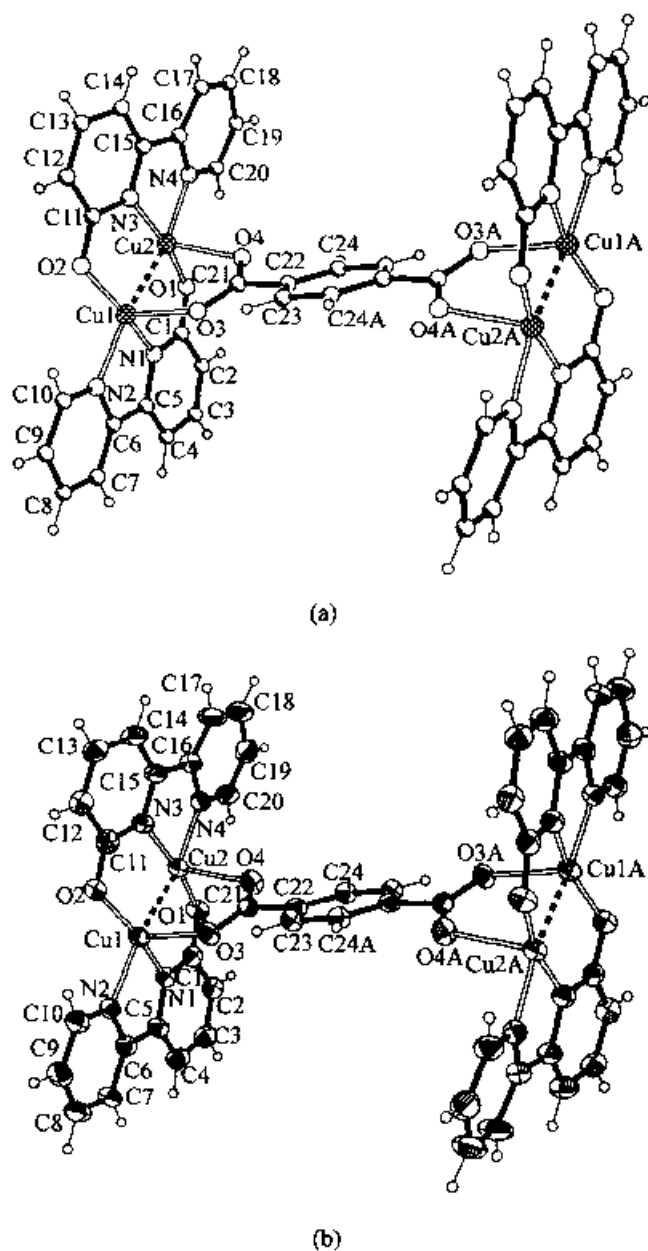 C14
C17
C18
C13
C16
C15
C19
C12
N4
C20
C11
N3
Cu2
O4
C24
O3A
O2
C21
C22
Cu1A
O1
Cu1
O3
C23
C24A
O4A
C1
Cu2A
N1
C10
N2
C5
C2
C9
C6
C3
C4
C7
C8
(a)
C17
C18
C14
C13
C16
C19
C15
C20
N3
N4
C12
C11
Cu2
O4
O3A
C24
Cu1A
O2
O1
C21
C22
Cu1
O3
C23
C24A
O4A
Cu2A
C1
N2
N1
C2
C10
C5
C3
C9
C6
C4
C7
C8
(b)